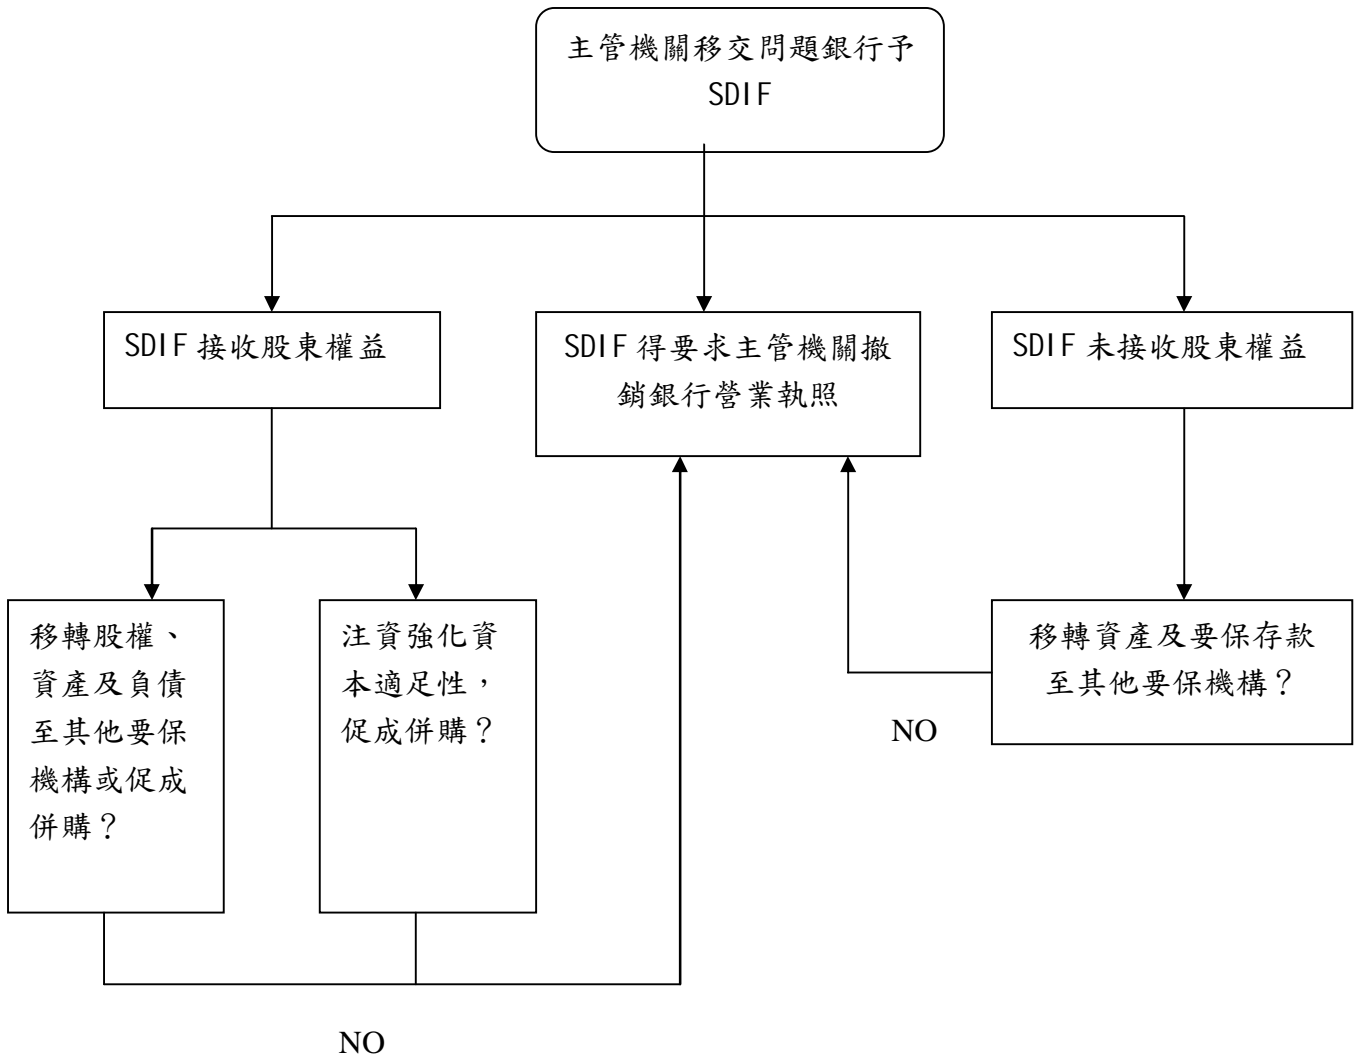 主管機關移交問題銀行予
SDIF
SDIF 接收股東權益
SDIF 得要求主管機關撤
銷銀行營業執照
SDIF 未接收股東權益
移轉股權、
資產及負債
至其他要保
機構或促成
併購？
注資強化資
本適足性，
促成併購？
移轉資產及要保存款
至其他要保機構？
NO
NO